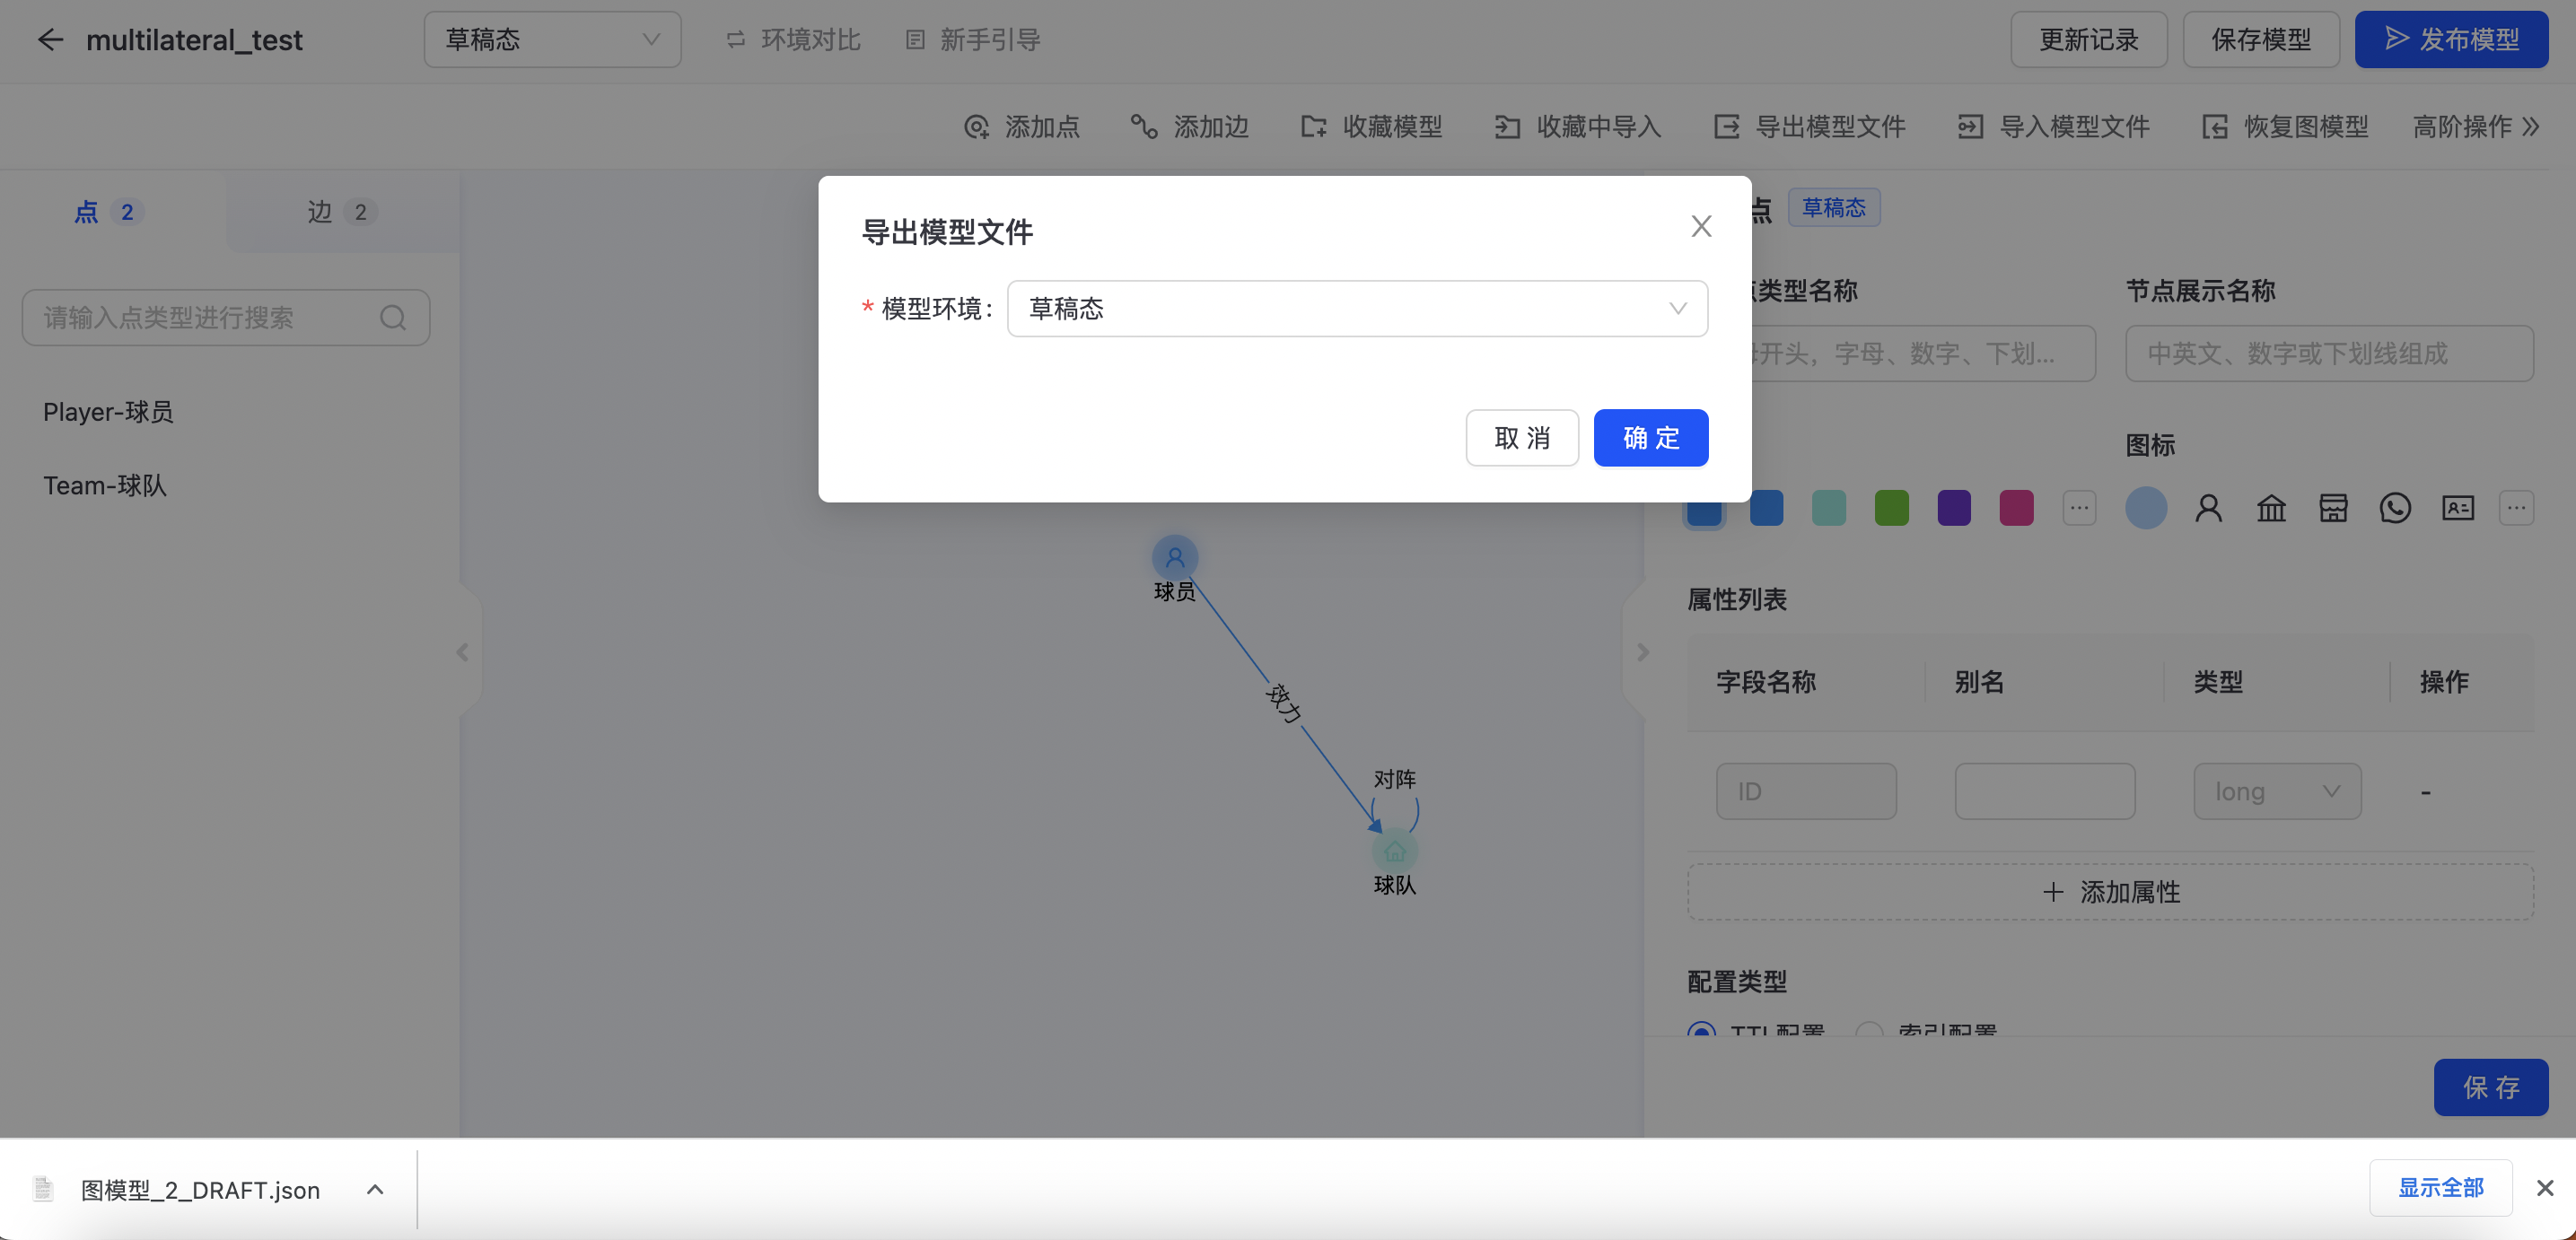 multilateral_test
草稿态
环境对比
新手引导
更新记录
保存模型
发布模型
添加点
添加边
收藏模型
收藏中导入
导出模型文件
导入模型文件
恢复图模型
高阶操作
点 2
边 2
请输入点类型进行搜索
Player-球员
Team-球队
导出模型文件
* 模型环境：
草稿态
取 消
确 定
球员
效力
对阵
球队
点
草稿态
类型名称
节点展示名称
开头，字母、数字、下划...
中英文、数字或下划线组成
图标
属性列表
字段名称
别名
类型
操作
ID
long
-
添加属性
配置类型
TTL配置
索引配置
保 存
图模型_2_DRAFT.json
显示全部